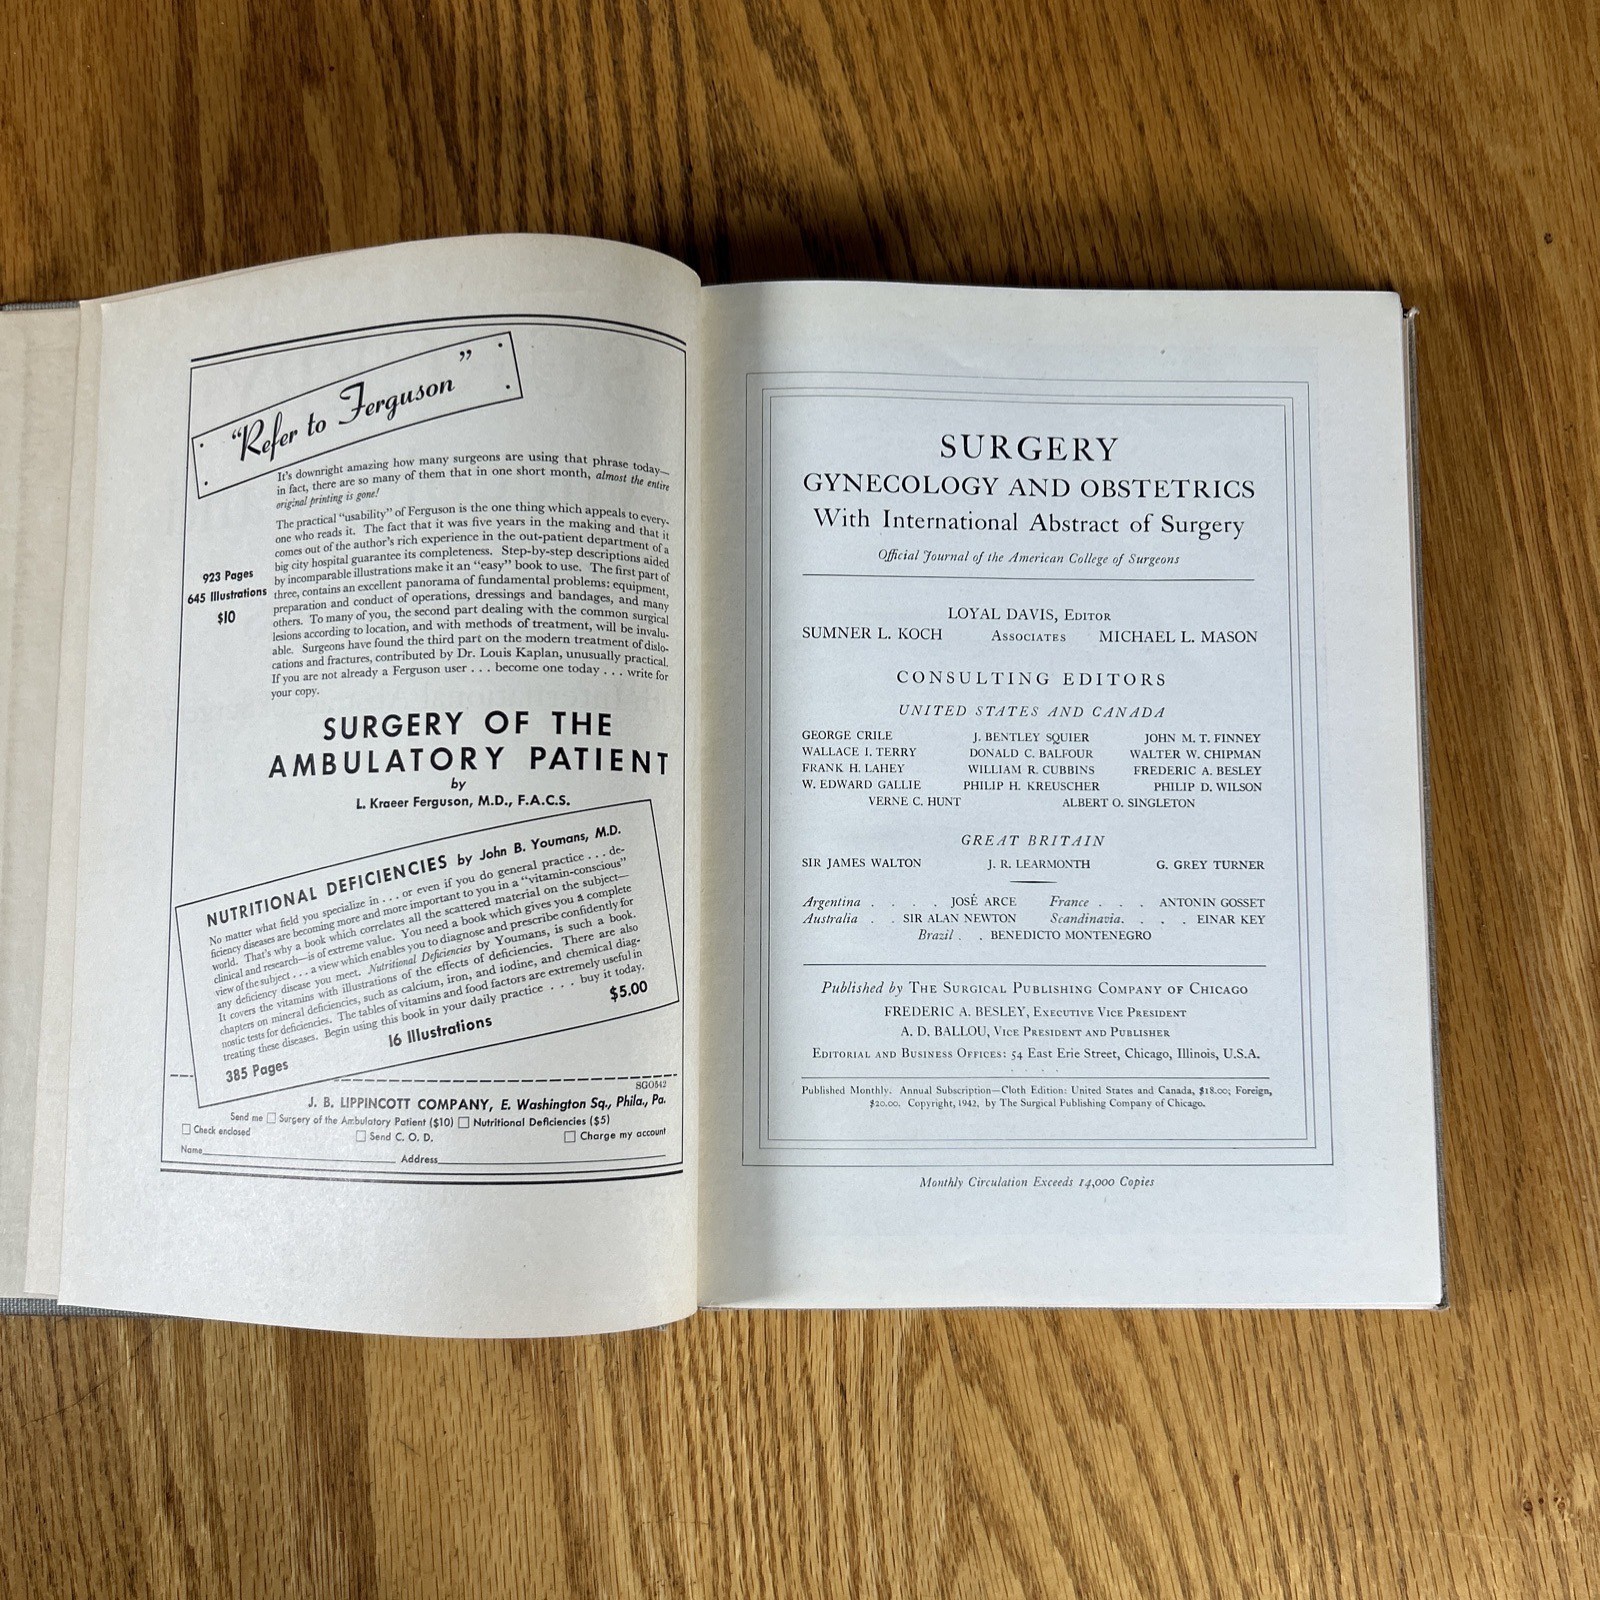 “Refer to Ferguson”
It's downright amazing how many surgeons are using that phrase today—
in fact, there are so many of them that in one short month, almost the entire
original printing is gone!
The practical “usability” of Ferguson is the one thing which appeals to every-
one who reads it. The fact that it was five years in the making and that it
comes out of the author's rich experience in the out-patient department of a
big city hospital guarantee its completeness. Step-by-step descriptions aided
by incomparable illustrations make it an “easy” book to use. The first part of
three, contains an excellent panorama of fundamental problems: equipment,
preparation and conduct of operations, dressings and bandages, and many
others. To many of you, the second part dealing with the common surgical
lesions according to location, and with methods of treatment, will be invalu-
able. Surgeons have found the third part on the modern treatment of dislo-
cations and fractures, contributed by Dr. Louis Kaplan, unusually practical.
If you are not already a Ferguson user . . . become one today . . . write for
your copy.
923 Pages
645 Illustrations
$10
SURGERY OF THE
AMBULATORY PATIENT
by
L. Kraeer Ferguson, M.D., F.A.C.S.
NUTRITIONAL DEFICIENCIES by John B. Youmans, M.D.
No matter what field you specialize in . . . or even if you do general practice . . . de-
ficiency diseases are becoming more and more important to you in a “vitamin-conscious”
world. That's why a book which correlates all the scattered material on the subject—
clinical and research—is of extreme value. You need a book which gives you a complete
view of the subject . . . a view which enables you to diagnose and prescribe confidently for
any deficiency disease you meet. Nutritional Deficiencies by Youmans, is such a book.
It covers the vitamins with illustrations of the effects of deficiencies. There are also
chapters on mineral deficiencies, such as calcium, iron, and iodine, and chemical diag-
nostic tests for deficiencies. The tables of vitamins and food factors are extremely useful in
treating these diseases. Begin using this book in your daily practice . . . buy it today.
385 Pages 16 Illustrations $5.00
SGO542
J. B. LIPPINCOTT COMPANY, E. Washington Sq., Phila., Pa.
Send me □ Surgery of the Ambulatory Patient ($10) □ Nutritional Deficiencies ($5)
□ Check enclosed □ Send C. O. D. □ Charge my account
Name Address
SURGERY
GYNECOLOGY AND OBSTETRICS
With International Abstract of Surgery
Official Journal of the American College of Surgeons
LOYAL DAVIS, EDITOR
SUMNER L. KOCH ASSOCIATES MICHAEL L. MASON
CONSULTING EDITORS
UNITED STATES AND CANADA
GEORGE CRILE J. BENTLEY SQUIER JOHN M. T. FINNEY
WALLACE I. TERRY DONALD C. BALFOUR WALTER W. CHIPMAN
FRANK H. LAHEY WILLIAM R. CUBBINS FREDERIC A. BESLEY
W. EDWARD GALLIE PHILIP H. KREUSCHER PHILIP D. WILSON
VERNE C. HUNT ALBERT O. SINGLETON
GREAT BRITAIN
SIR JAMES WALTON J. R. LEARMONTH G. GREY TURNER
Argentina . . . . JOSÉ ARCE France . . . ANTONIN GOSSET
Australia . . SIR ALAN NEWTON Scandinavia. . . . EINAR KEY
Brazil . . BENEDICTO MONTENEGRO
Published by THE SURGICAL PUBLISHING COMPANY OF CHICAGO
FREDERIC A. BESLEY, EXECUTIVE VICE PRESIDENT
A. D. BALLOU, VICE PRESIDENT AND PUBLISHER
EDITORIAL AND BUSINESS OFFICES: 54 East Erie Street, Chicago, Illinois, U.S.A.
Published Monthly. Annual Subscription—Cloth Edition: United States and Canada, $18.00; Foreign,
$20.00. Copyright, 1942, by The Surgical Publishing Company of Chicago.
Monthly Circulation Exceeds 14,000 Copies